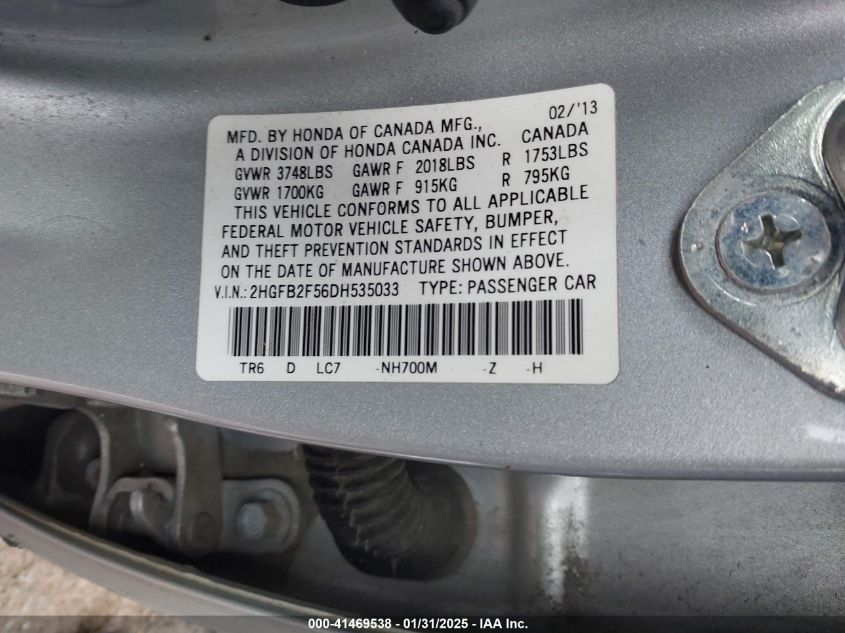 02/'13
MFD. BY HONDA OF CANADA MFG.,
A DIVISION OF HONDA CANADA INC. CANADA
GVWR 3748LBS GAWR F 2018LBS R 1753LBS
GVWR 1700KG GAWR F 915KG R 795KG
THIS VEHICLE CONFORMS TO ALL APPLICABLE
FEDERAL MOTOR VEHICLE SAFETY, BUMPER,
AND THEFT PREVENTION STANDARDS IN EFFECT
ON THE DATE OF MANUFACTURE SHOWN ABOVE.
V.I.N.: 2HGFB2F56DH535033 TYPE: PASSENGER CAR
TR6 D LC7 -NH700M -Z -H
000-41469538 - 01/31/2025 - IAA Inc.